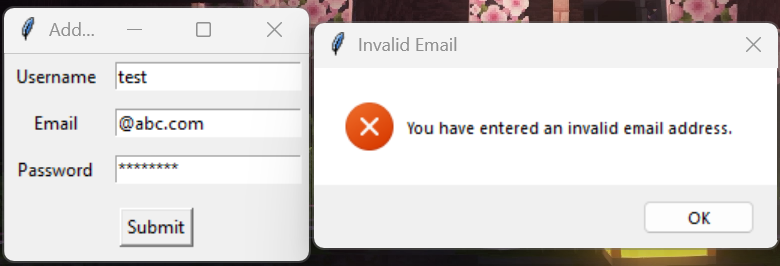 Add...
Username
test
Email
@abc.com
Password
********
Submit
Invalid Email
You have entered an invalid email address.
OK